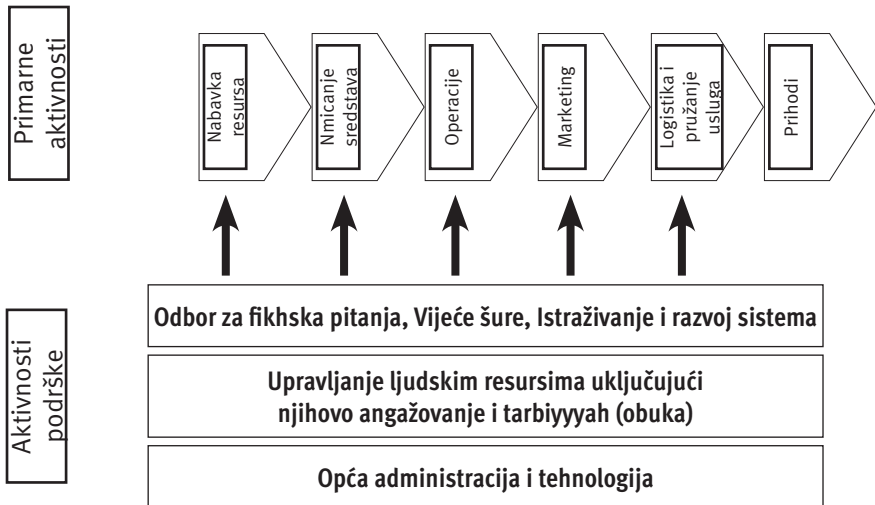 Primarne
aktivnosti
Nabavka
resursa
Nmicanje
sredstava
Operacije
Marketing
Logistika i
pružanje
usluga
Prihodi
Aktivnosti
podrške
Odbor za fikhska pitanja, Vijeće šure, Istraživanje i razvoj sistema
Upravljanje ljudskim resursima uključujući
njihovo angažovanje i tarbiyyyah (obuka)
Opća administracija i tehnologija